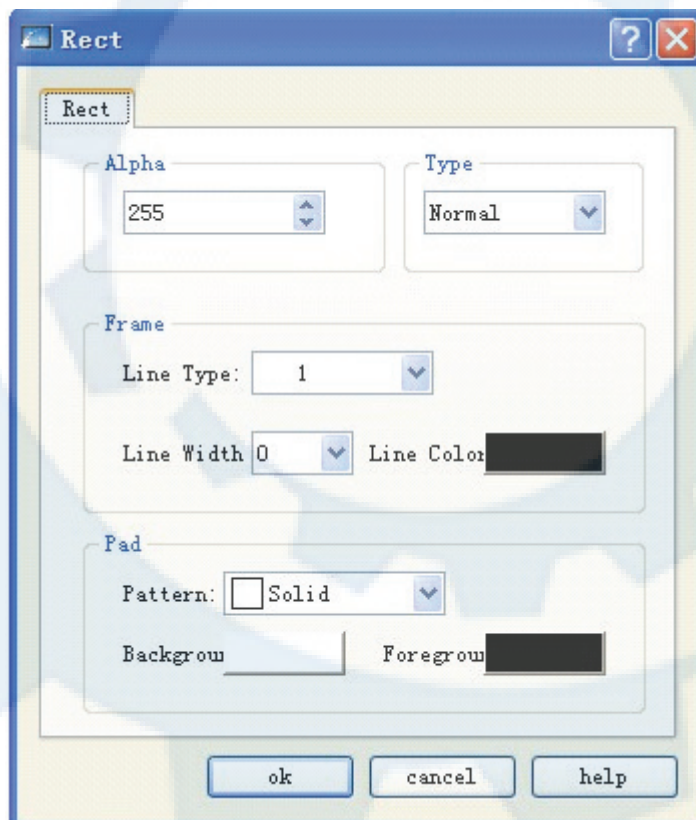 Rect
Rect
Alpha
Type
255
Normal
Frame
Line Type: 1
Line Width 0 Line Color
Pad
Pattern: Solid
Backgrou Foregrou
ok cancel help